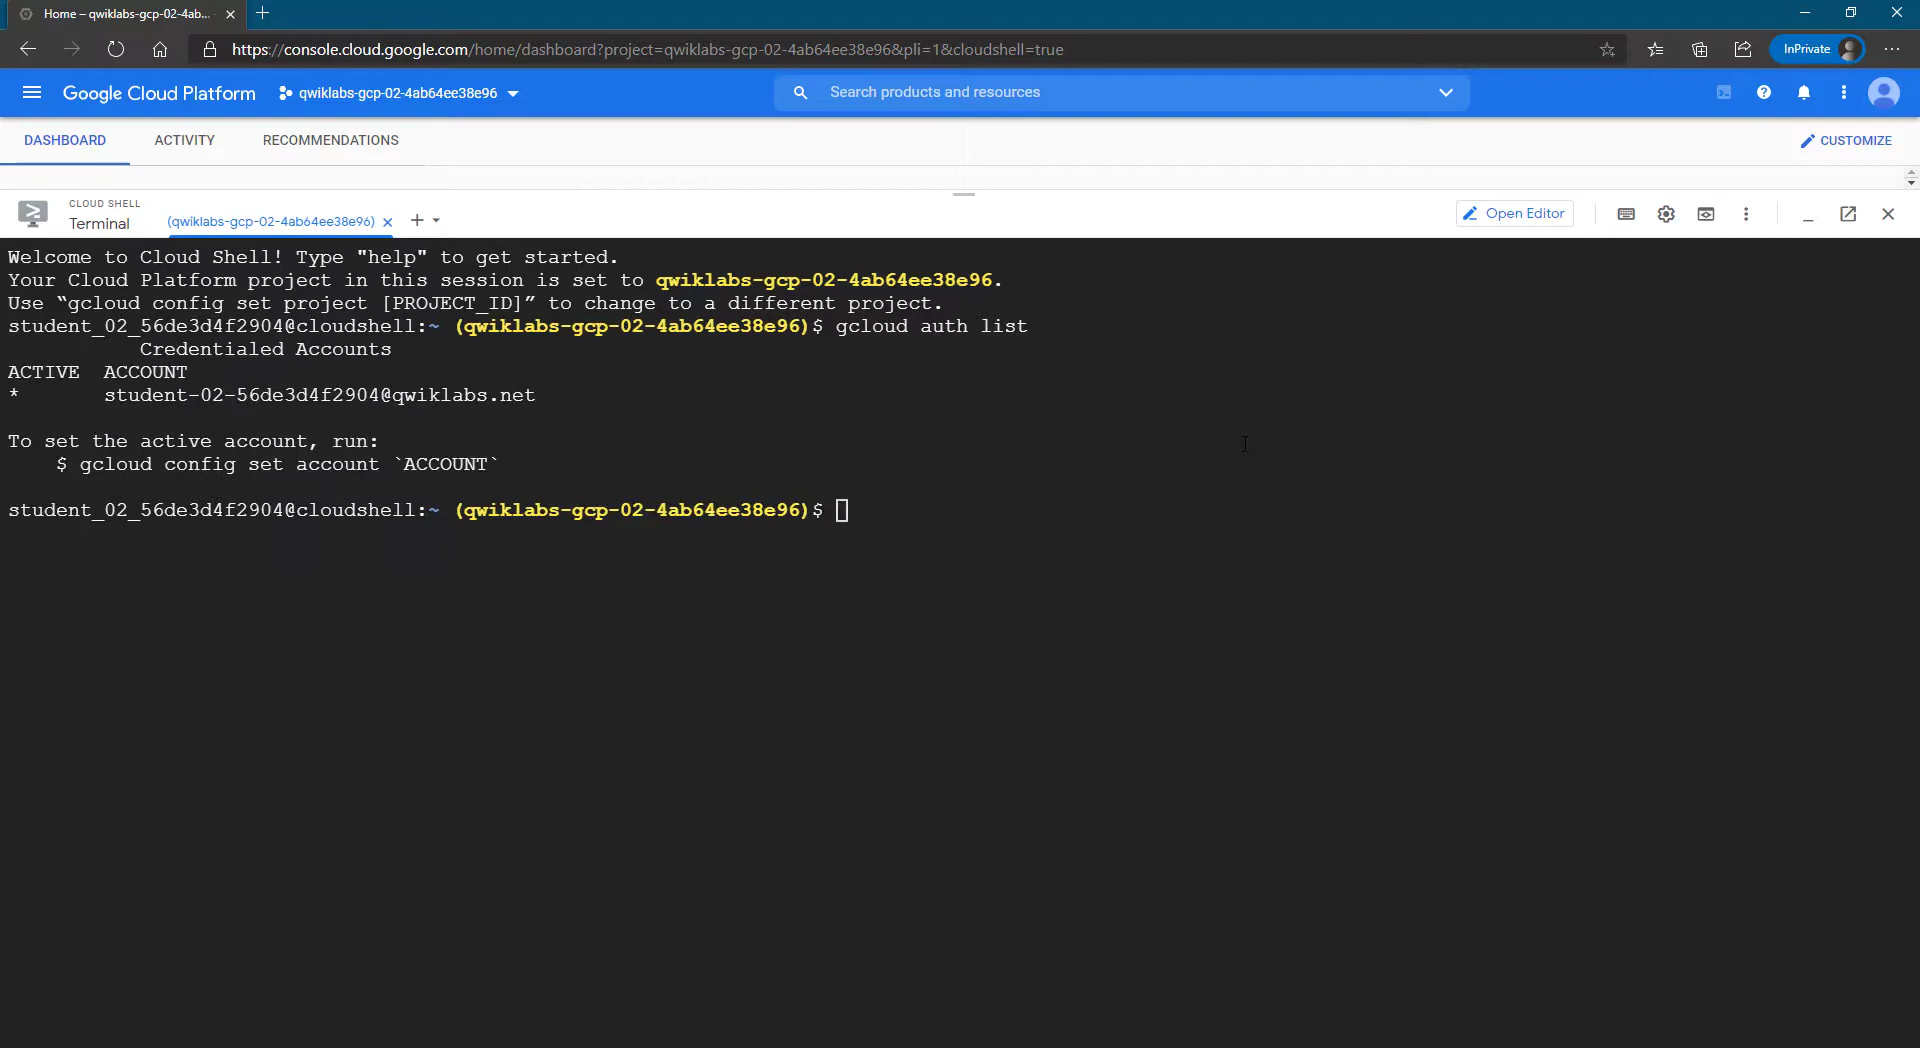 Home – qwiklabs-gcp-02-4ab...
https://console.cloud.google.com/home/dashboard?project=qwiklabs-gcp-02-4ab64ee38e96&pli=1&cloudshell=true
InPrivate
Google Cloud Platform
qwiklabs-gcp-02-4ab64ee38e96
Search products and resources
DASHBOARD
ACTIVITY
RECOMMENDATIONS
CUSTOMIZE
CLOUD SHELL
Terminal
(qwiklabs-gcp-02-4ab64ee38e96)
Open Editor
Welcome to Cloud Shell! Type "help" to get started.
Your Cloud Platform project in this session is set to qwiklabs-gcp-02-4ab64ee38e96.
Use “gcloud config set project [PROJECT_ID]” to change to a different project.
student_02_56de3d4f2904@cloudshell:~ (qwiklabs-gcp-02-4ab64ee38e96)$ gcloud auth list
Credentialed Accounts
ACTIVE  ACCOUNT
*       student-02-56de3d4f2904@qwiklabs.net
To set the active account, run:
$ gcloud config set account `ACCOUNT`
student_02_56de3d4f2904@cloudshell:~ (qwiklabs-gcp-02-4ab64ee38e96)$